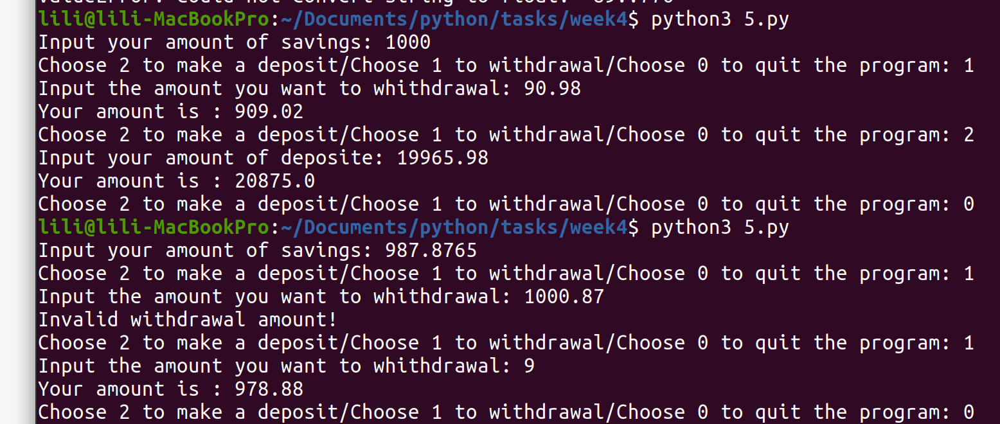 ValueError: could not convert string to float:
lili@lili-MacBookPro:~/Documents/python/tasks/week4$ python3 5.py
Input your amount of savings: 1000
Choose 2 to make a deposit/Choose 1 to withdrawal/Choose 0 to quit the program: 1
Input the amount you want to whithdrawal: 90.98
Your amount is : 909.02
Choose 2 to make a deposit/Choose 1 to withdrawal/Choose 0 to quit the program: 2
Input your amount of deposite: 19965.98
Your amount is : 20875.0
Choose 2 to make a deposit/Choose 1 to withdrawal/Choose 0 to quit the program: 0
lili@lili-MacBookPro:~/Documents/python/tasks/week4$ python3 5.py
Input your amount of savings: 987.8765
Choose 2 to make a deposit/Choose 1 to withdrawal/Choose 0 to quit the program: 1
Input the amount you want to whithdrawal: 1000.87
Invalid withdrawal amount!
Choose 2 to make a deposit/Choose 1 to withdrawal/Choose 0 to quit the program: 1
Input the amount you want to whithdrawal: 9
Your amount is : 978.88
Choose 2 to make a deposit/Choose 1 to withdrawal/Choose 0 to quit the program: 0